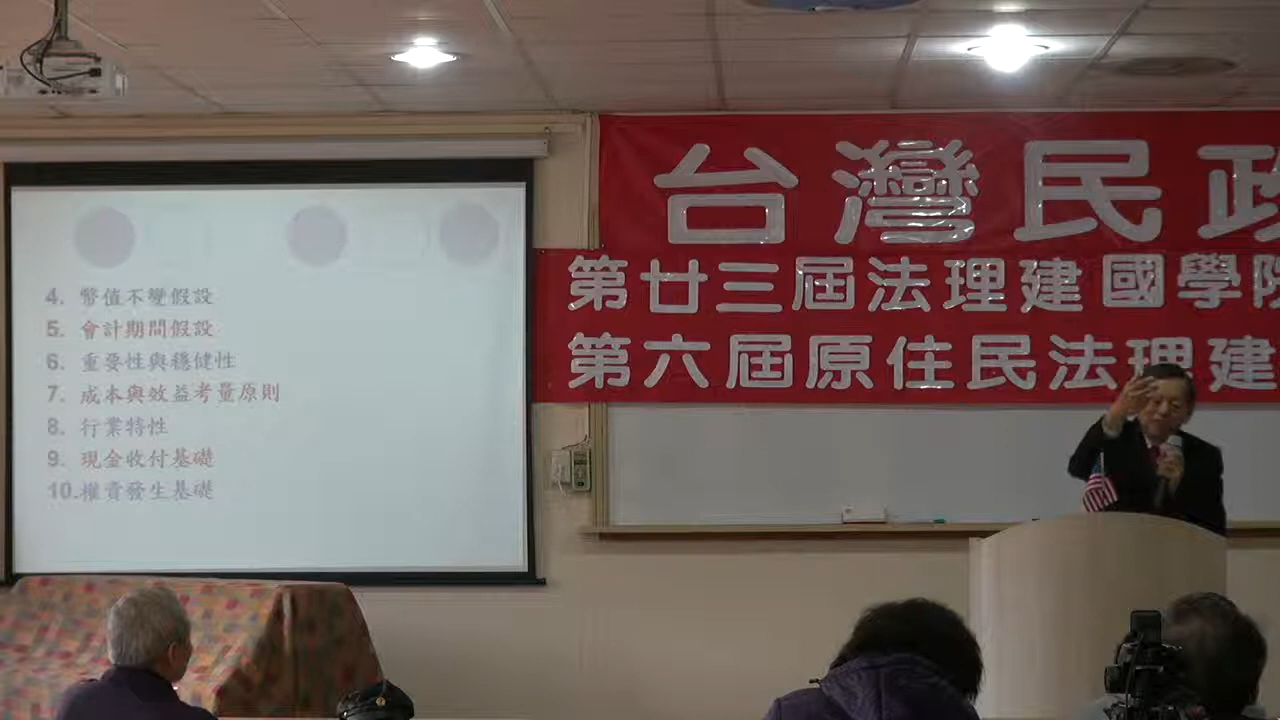 台灣民政
第廿三屆法理建國學院
第六屆原住民法理建
4. 幣值不變假設
5. 會計期間假設
6. 重要性與穩健性
7. 成本與效益考量原則
8. 行業特性
9. 現金收付基礎
10.權責發生基礎